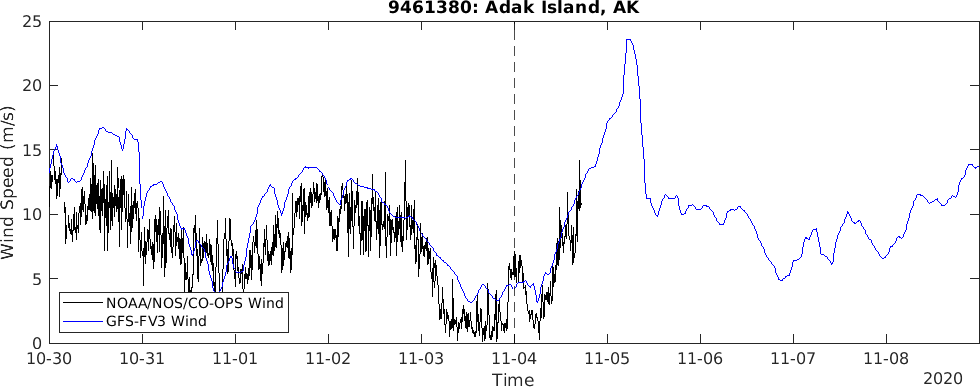 9461380: Adak Island, AK
Wind Speed (m/s)
25
20
15
10
5
0
NOAA/NOS/CO-OPS Wind
GFS-FV3 Wind
10-30 10-31 11-01 11-02 11-03 11-04 11-05 11-06 11-07 11-08
Time
2020